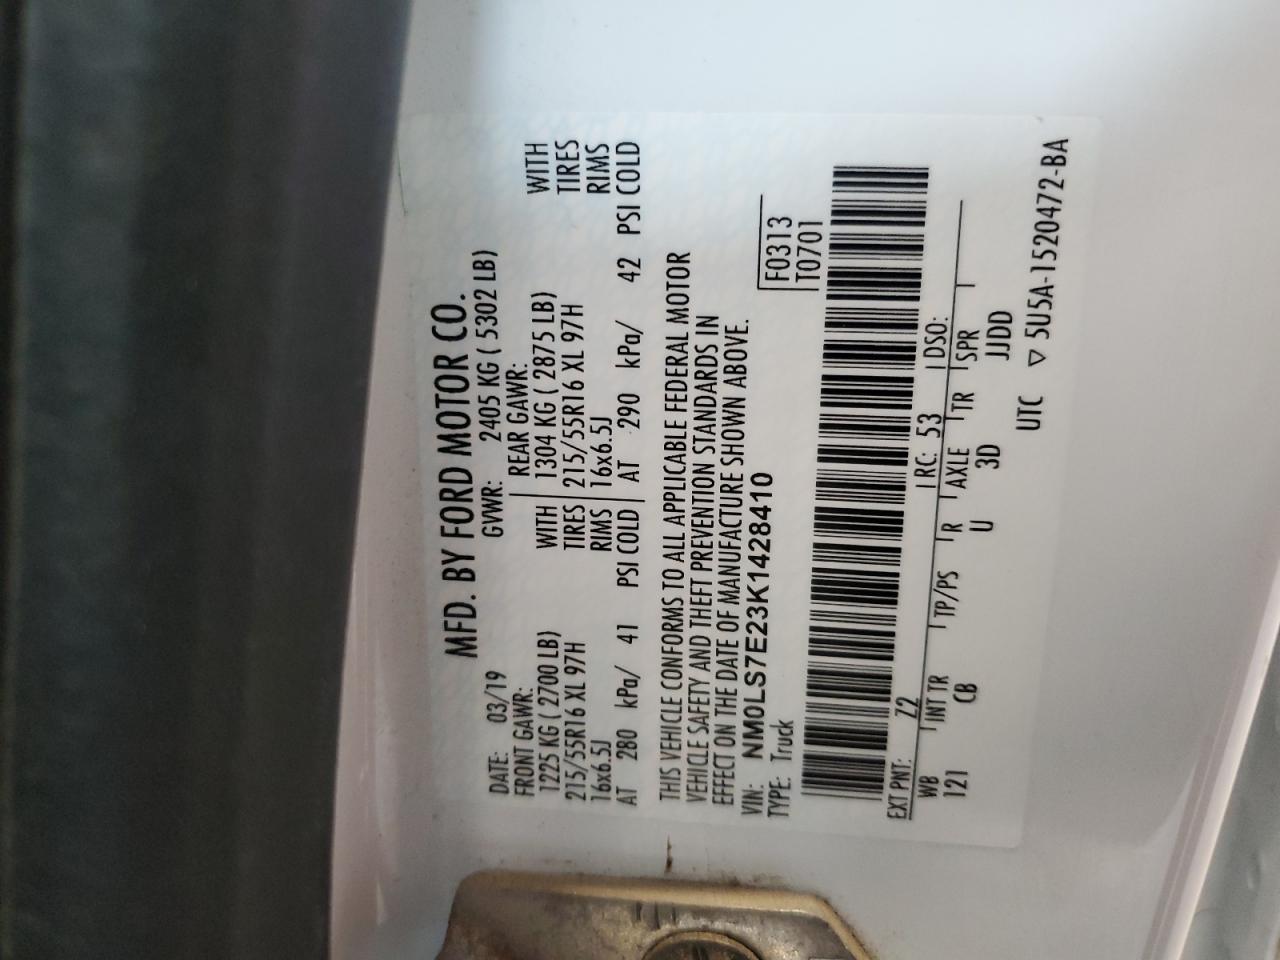 MFD. BY FORD MOTOR CO.
DATE: 03/19 GVWR: 2405 KG ( 5302 LB)
FRONT GAWR: REAR GAWR:
1225 KG ( 2700 LB) WITH 1304 KG ( 2875 LB) WITH
215/55R16 XL 97H TIRES 215/55R16 XL 97H TIRES
16x6.5J RIMS 16x6.5J RIMS
AT 280 kPa/ 41 PSI COLD AT 290 kPa/ 42 PSI COLD
THIS VEHICLE CONFORMS TO ALL APPLICABLE FEDERAL MOTOR
VEHICLE SAFETY AND THEFT PREVENTION STANDARDS IN
EFFECT ON THE DATE OF MANUFACTURE SHOWN ABOVE.
VIN: NM0LS7E23K1428410 F0313
TYPE: Truck T0701
EXT PNT: Z2 RC: 53 DSO:
WB INT TR TP/PS R AXLE TR SPR
121 CB U 3D JJDD
UTC ▽ 5U5A-1520472-BA